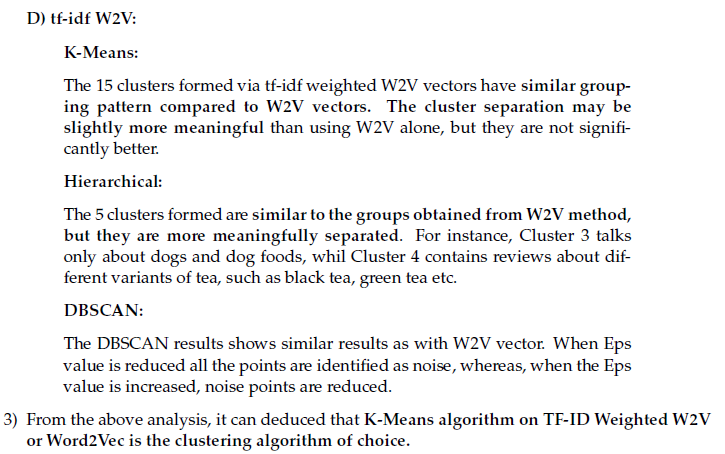 D) tf-idf W2V:
K-Means:
The 15 clusters formed via tf-idf weighted W2V vectors have similar group-
ing pattern compared to W2V vectors. The cluster separation may be
slightly more meaningful than using W2V alone, but they are not signifi-
cantly better.
Hierarchical:
The 5 clusters formed are similar to the groups obtained from W2V method,
but they are more meaningfully separated. For instance, Cluster 3 talks
only about dogs and dog foods, whil Cluster 4 contains reviews about dif-
ferent variants of tea, such as black tea, green tea etc.
DBSCAN:
The DBSCAN results shows similar results as with W2V vector. When Eps
value is reduced all the points are identified as noise, whereas, when the Eps
value is increased, noise points are reduced.
3) From the above analysis, it can deduced that K-Means algorithm on TF-ID Weighted W2V
or Word2Vec is the clustering algorithm of choice.